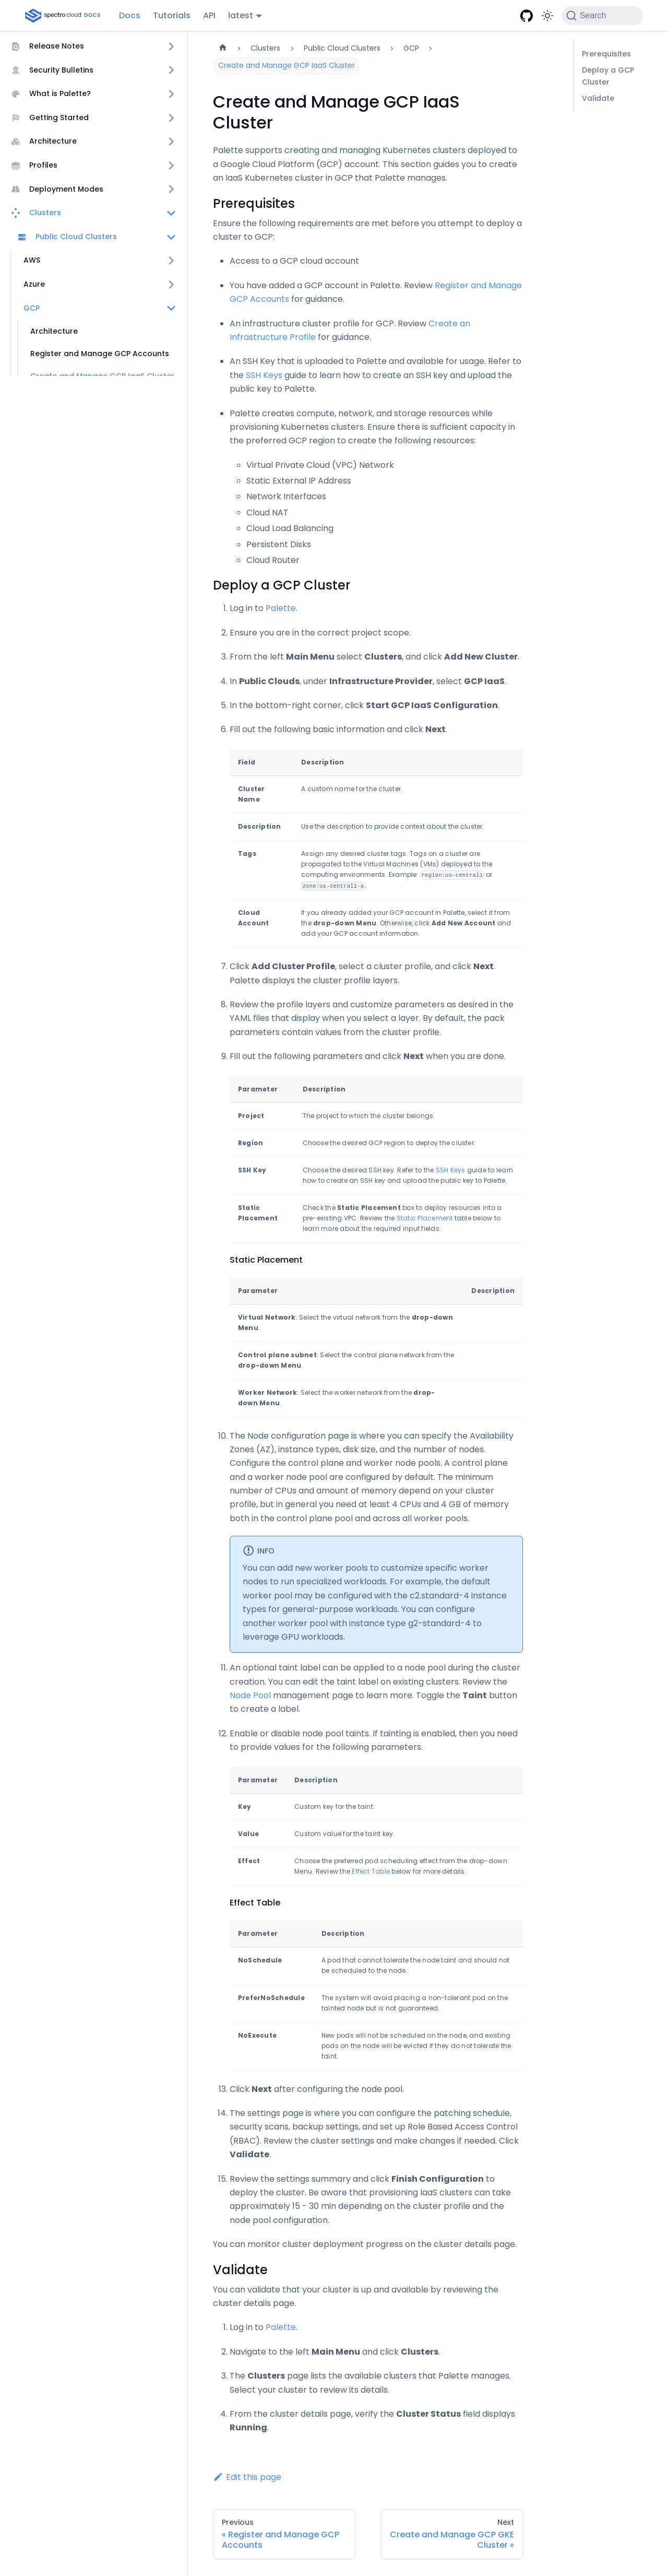 spectro cloud DOCS
Docs
Tutorials
API
latest
Search
Release Notes
Security Bulletins
What is Palette?
Getting Started
Architecture
Profiles
Deployment Modes
Clusters
Public Cloud Clusters
AWS
Azure
GCP
Architecture
Register and Manage GCP Accounts
Create and Manage GCP IaaS Cluster
Clusters
Public Cloud Clusters
GCP
Create and Manage GCP IaaS Cluster
Prerequisites
Deploy a GCP
Cluster
Validate
Create and Manage GCP IaaS
Cluster
Palette supports creating and managing Kubernetes clusters deployed to
a Google Cloud Platform (GCP) account. This section guides you to create
an IaaS Kubernetes cluster in GCP that Palette manages.
Prerequisites
Ensure the following requirements are met before you attempt to deploy a
cluster to GCP:
• Access to a GCP cloud account
• You have added a GCP account in Palette. Review Register and Manage
GCP Accounts for guidance.
• An infrastructure cluster profile for GCP. Review Create an
Infrastructure Profile for guidance.
• An SSH Key that is uploaded to Palette and available for usage. Refer to
the SSH Keys guide to learn how to create an SSH key and upload the
public key to Palette.
• Palette creates compute, network, and storage resources while
provisioning Kubernetes clusters. Ensure there is sufficient capacity in
the preferred GCP region to create the following resources:
◦ Virtual Private Cloud (VPC) Network
◦ Static External IP Address
◦ Network Interfaces
◦ Cloud NAT
◦ Cloud Load Balancing
◦ Persistent Disks
◦ Cloud Router
Deploy a GCP Cluster
1. Log in to Palette.
2. Ensure you are in the correct project scope.
3. From the left Main Menu select Clusters, and click Add New Cluster.
4. In Public Clouds, under Infrastructure Provider, select GCP IaaS.
5. In the bottom-right corner, click Start GCP IaaS Configuration.
6. Fill out the following basic information and click Next.
Field Description
Cluster
Name
A custom name for the cluster.
Description Use the description to provide context about the cluster.
Tags
Assign any desired cluster tags. Tags on a cluster are
propagated to the Virtual Machines (VMs) deployed to the
computing environments. Example: region:us-central1 or
zone:us-central1-a.
Cloud
Account
If you already added your GCP account in Palette, select it from
the drop-down Menu. Otherwise, click Add New Account and
add your GCP account information.
7. Click Add Cluster Profile, select a cluster profile, and click Next.
Palette displays the cluster profile layers.
8. Review the profile layers and customize parameters as desired in the
YAML files that display when you select a layer. By default, the pack
parameters contain values from the cluster profile.
9. Fill out the following parameters and click Next when you are done.
Parameter Description
Project The project to which the cluster belongs.
Region Choose the desired GCP region to deploy the cluster.
SSH Key
Choose the desired SSH key. Refer to the SSH Keys guide to learn
how to create an SSH key and upload the public key to Palette.
Static
Placement
Check the Static Placement box to deploy resources into a
pre-existing VPC. Review the Static Placement table below to
learn more about the required input fields.
Static Placement
Parameter Description
Virtual Network: Select the virtual network from the drop-down
Menu.
Control plane subnet: Select the control plane network from the
drop-down Menu.
Worker Network: Select the worker network from the drop-
down Menu.
10. The Node configuration page is where you can specify the Availability
Zones (AZ), instance types, disk size, and the number of nodes.
Configure the control plane and worker node pools. A control plane
and a worker node pool are configured by default. The minimum
number of CPUs and amount of memory depend on your cluster
profile, but in general you need at least 4 CPUs and 4 GB of memory
both in the control plane pool and across all worker pools.
INFO
You can add new worker pools to customize specific worker
nodes to run specialized workloads. For example, the default
worker pool may be configured with the c2.standard-4 instance
types for general-purpose workloads. You can configure
another worker pool with instance type g2-standard-4 to
leverage GPU workloads.
11. An optional taint label can be applied to a node pool during the cluster
creation. You can edit the taint label on existing clusters. Review the
Node Pool management page to learn more. Toggle the Taint button
to create a label.
12. Enable or disable node pool taints. If tainting is enabled, then you need
to provide values for the following parameters.
Parameter Description
Key Custom key for the taint.
Value Custom value for the taint key.
Effect
Choose the preferred pod scheduling effect from the drop-down
Menu. Review the Effect Table below for more details.
Effect Table
Parameter Description
NoSchedule
A pod that cannot tolerate the node taint and should not
be scheduled to the node.
PreferNoSchedule
The system will avoid placing a non-tolerant pod on the
tainted node but is not guaranteed.
NoExecute
New pods will not be scheduled on the node, and existing
pods on the node will be evicted if they do not tolerate the
taint.
13. Click Next after configuring the node pool.
14. The settings page is where you can configure the patching schedule,
security scans, backup settings, and set up Role Based Access Control
(RBAC). Review the cluster settings and make changes if needed. Click
Validate.
15. Review the settings summary and click Finish Configuration to
deploy the cluster. Be aware that provisioning IaaS clusters can take
approximately 15 - 30 min depending on the cluster profile and the
node pool configuration.
You can monitor cluster deployment progress on the cluster details page.
Validate
You can validate that your cluster is up and available by reviewing the
cluster details page.
1. Log in to Palette.
2. Navigate to the left Main Menu and click Clusters.
3. The Clusters page lists the available clusters that Palette manages.
Select your cluster to review its details.
4. From the cluster details page, verify the Cluster Status field displays
Running.
Edit this page
Previous
« Register and Manage GCP
Accounts
Next
Create and Manage GCP GKE
Cluster »